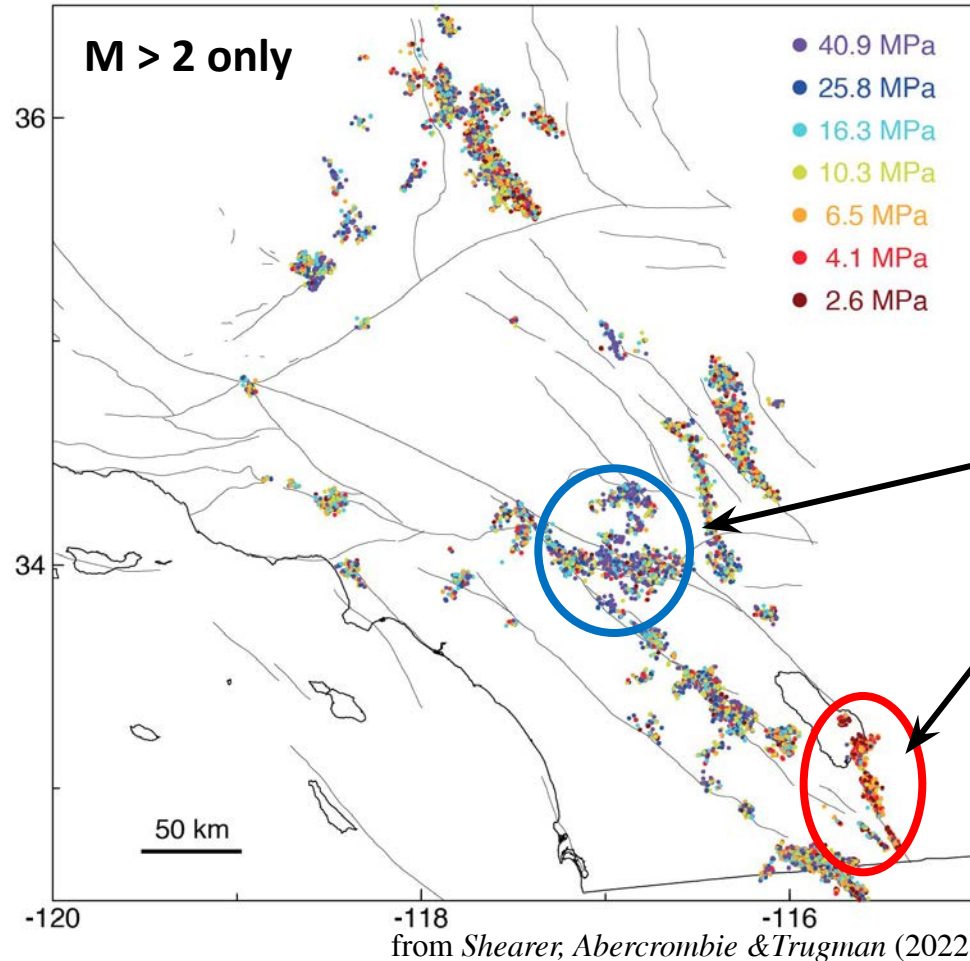 M > 2 only
40.9 MPa
25.8 MPa
16.3 MPa
10.3 MPa
6.5 MPa
4.1 MPa
2.6 MPa
36
34
50 km
-120
-118
-116
from Shearer, Abercrombie &Trugman (2022